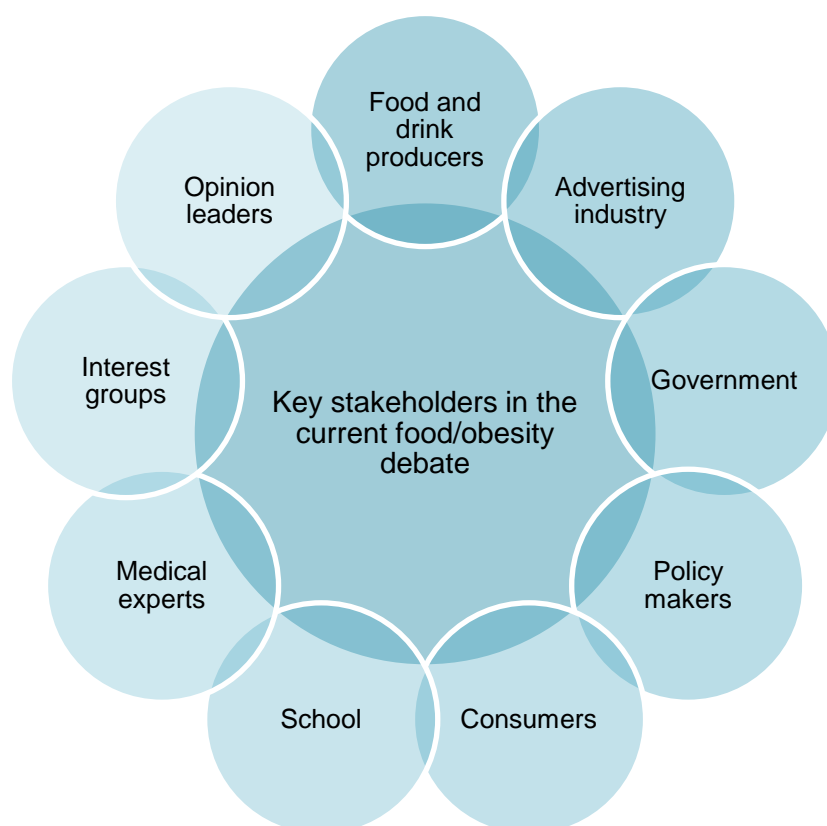 Food and
drink
producers
Advertising
industry
Government
Policy
makers
Consumers
School
Medical
experts
Interest
groups
Opinion
leaders
Key stakeholders in the
current food/obesity
debate